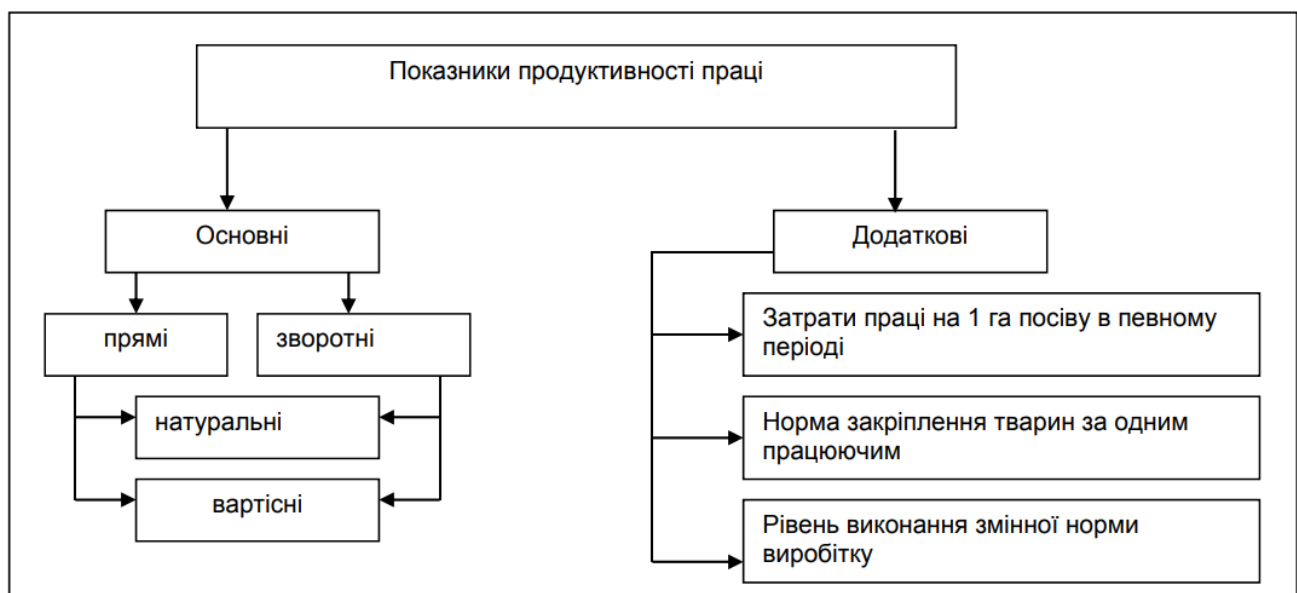 Показники продуктивності праці
Основні
Додаткові
прямі
зворотні
натуральні
вартісні
Затрати праці на 1 га посіву в певному
періоді
Норма закріплення тварин за одним
працюючим
Рівень виконання змінної норми
виробітку